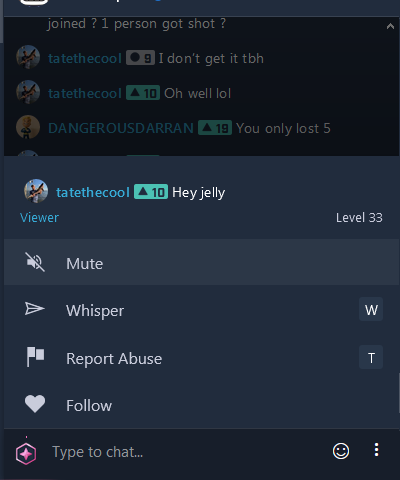 joined ? 1 person got shot ?
tatethecool 9 I don't get it tbh
tatethecool 10 Oh well lol
DANGEROUSDARRAN 19 You only lost 5
tatethecool 10 Hey jelly
Viewer Level 33
Mute
Whisper W
Report Abuse T
Follow
Type to chat...